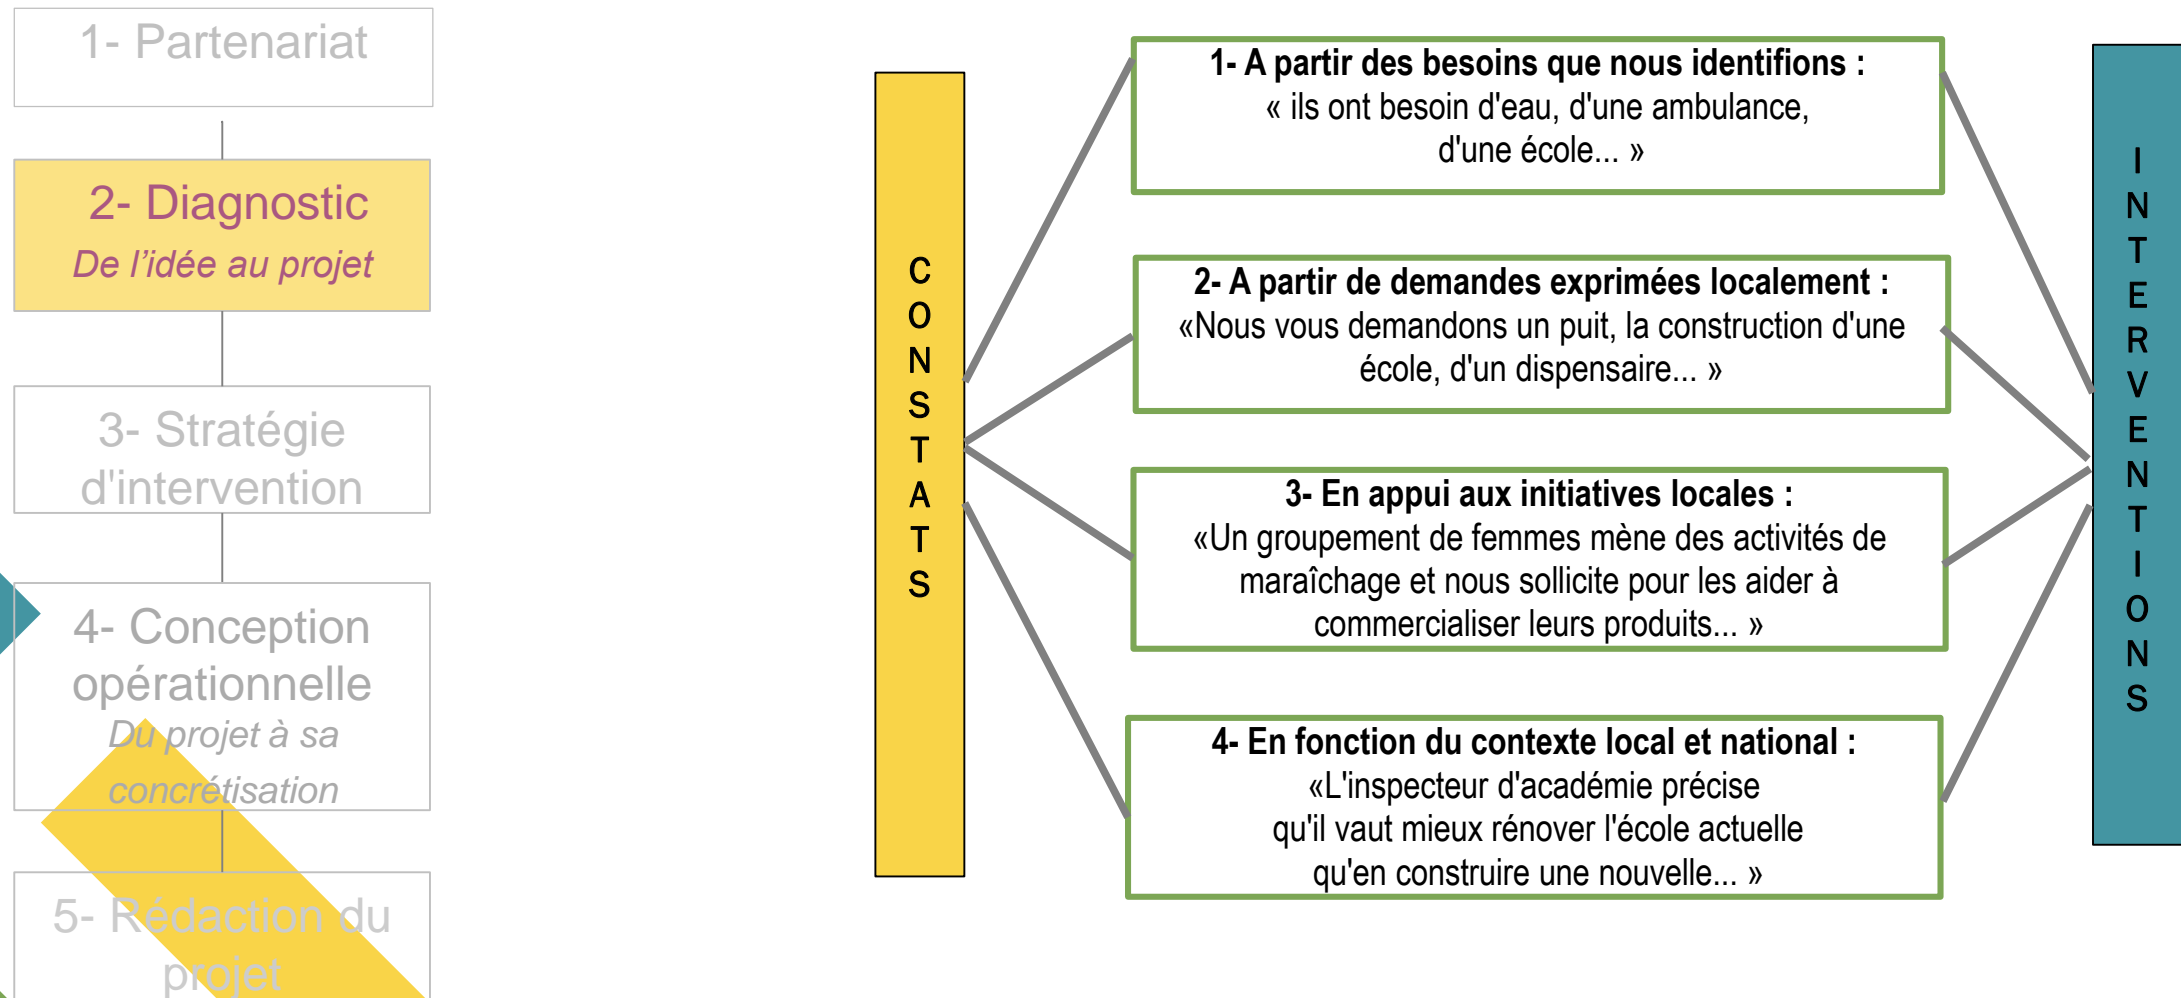 1- Partenariat
2- Diagnostic
De l’idée au projet
3- Stratégie
d'intervention
4- Conception
opérationnelle
Du projet à sa
concrétisation
5- Rédaction du
projet
CONSTATS
1- A partir des besoins que nous identifions :
« ils ont besoin d'eau, d'une ambulance,
d'une école... »
2- A partir de demandes exprimées localement :
«Nous vous demandons un puit, la construction d'une
école, d'un dispensaire... »
3- En appui aux initiatives locales :
«Un groupement de femmes mène des activités de
maraîchage et nous sollicite pour les aider à
commercialiser leurs produits... »
4- En fonction du contexte local et national :
«L'inspecteur d'académie précise
qu'il vaut mieux rénover l'école actuelle
qu'en construire une nouvelle... »
INTERVENTIONS